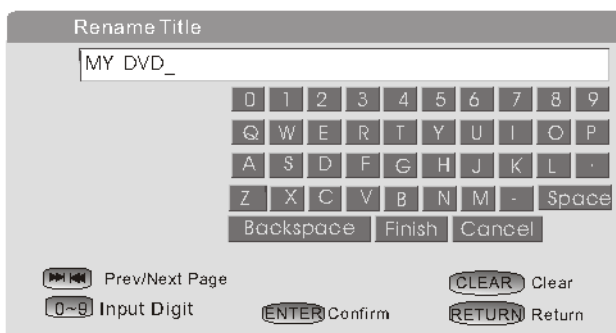 Rename Title
MY DVD_
0 1 2 3 4 5 6 7 8 9
Q W E R T Y U I O P
A S D F G H J K L ·
Z X C V B N M - Space
Backspace Finish Cancel
Prev/Next Page CLEAR Clear
0~9 Input Digit ENTER Confirm RETURN Return